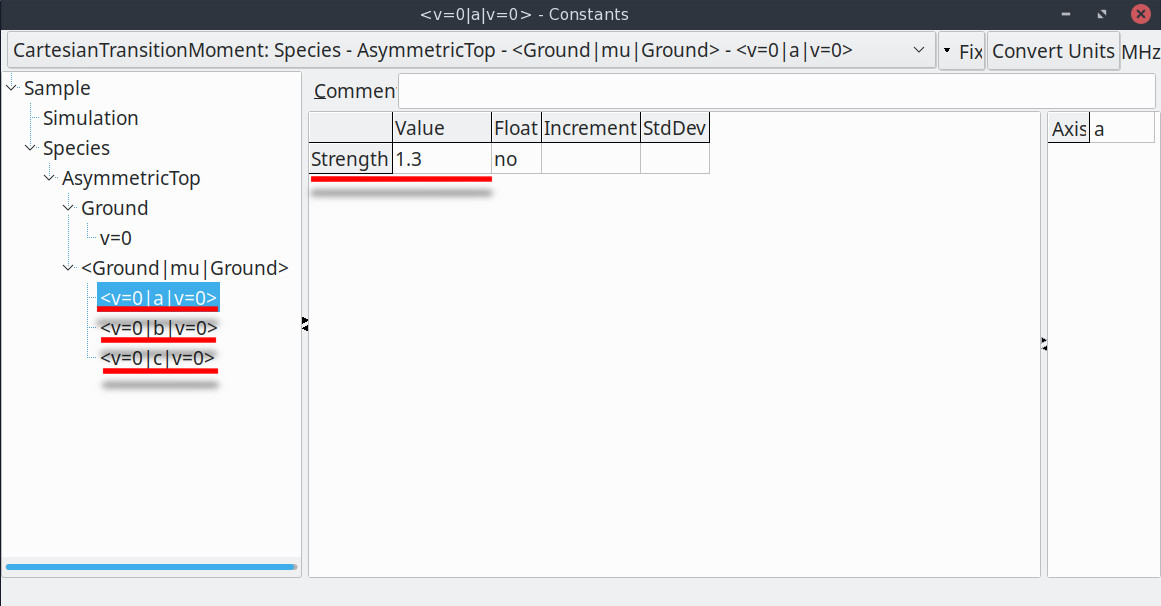 <v=0|a|v=0> - Constants
CartesianTransitionMoment: Species - AsymmetricTop - <Ground|mu|Ground> - <v=0|a|v=0>
Fix
Convert Units
MHz
Sample
Simulation
Species
AsymmetricTop
Ground
v=0
<Ground|mu|Ground>
<v=0|a|v=0>
<v=0|b|v=0>
<v=0|c|v=0>
Commen
Value Float Increment StdDev
Strength 1.3 no
Axis a